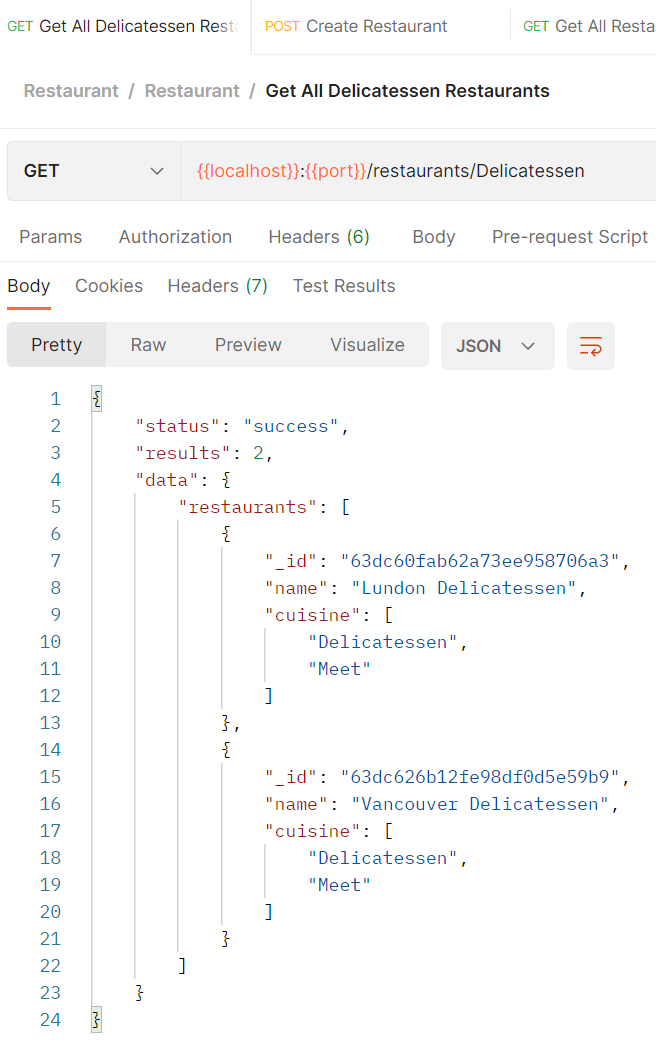 GET Get All Delicatessen Rest
POST Create Restaurant
GET Get All Resta
Restaurant / Restaurant / Get All Delicatessen Restaurants
GET
{{localhost}}:{{port}}/restaurants/Delicatessen
Params Authorization Headers (6) Body Pre-request Script
Body Cookies Headers (7) Test Results
Pretty Raw Preview Visualize JSON
1 {
2 "status": "success",
3 "results": 2,
4 "data": {
5 "restaurants": [
6 {
7 "_id": "63dc60fab62a73ee958706a3",
8 "name": "Lundon Delicatessen",
9 "cuisine": [
10 "Delicatessen",
11 "Meet"
12 ]
13 },
14 {
15 "_id": "63dc626b12fe98df0d5e59b9",
16 "name": "Vancouver Delicatessen",
17 "cuisine": [
18 "Delicatessen",
19 "Meet"
20 ]
21 }
22 ]
23 }
24 }